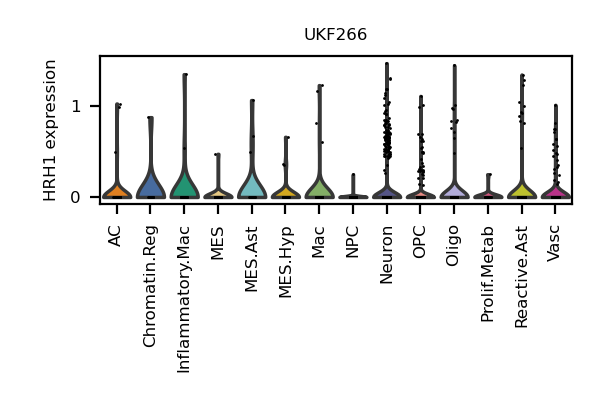 UKF266
HRH1 expression
1
0
AC
Chromatin.Reg
Inflammatory.Mac
MES
MES.Ast
MES.Hyp
Mac
NPC
Neuron
OPC
Oligo
Prolif.Metab
Reactive.Ast
Vasc